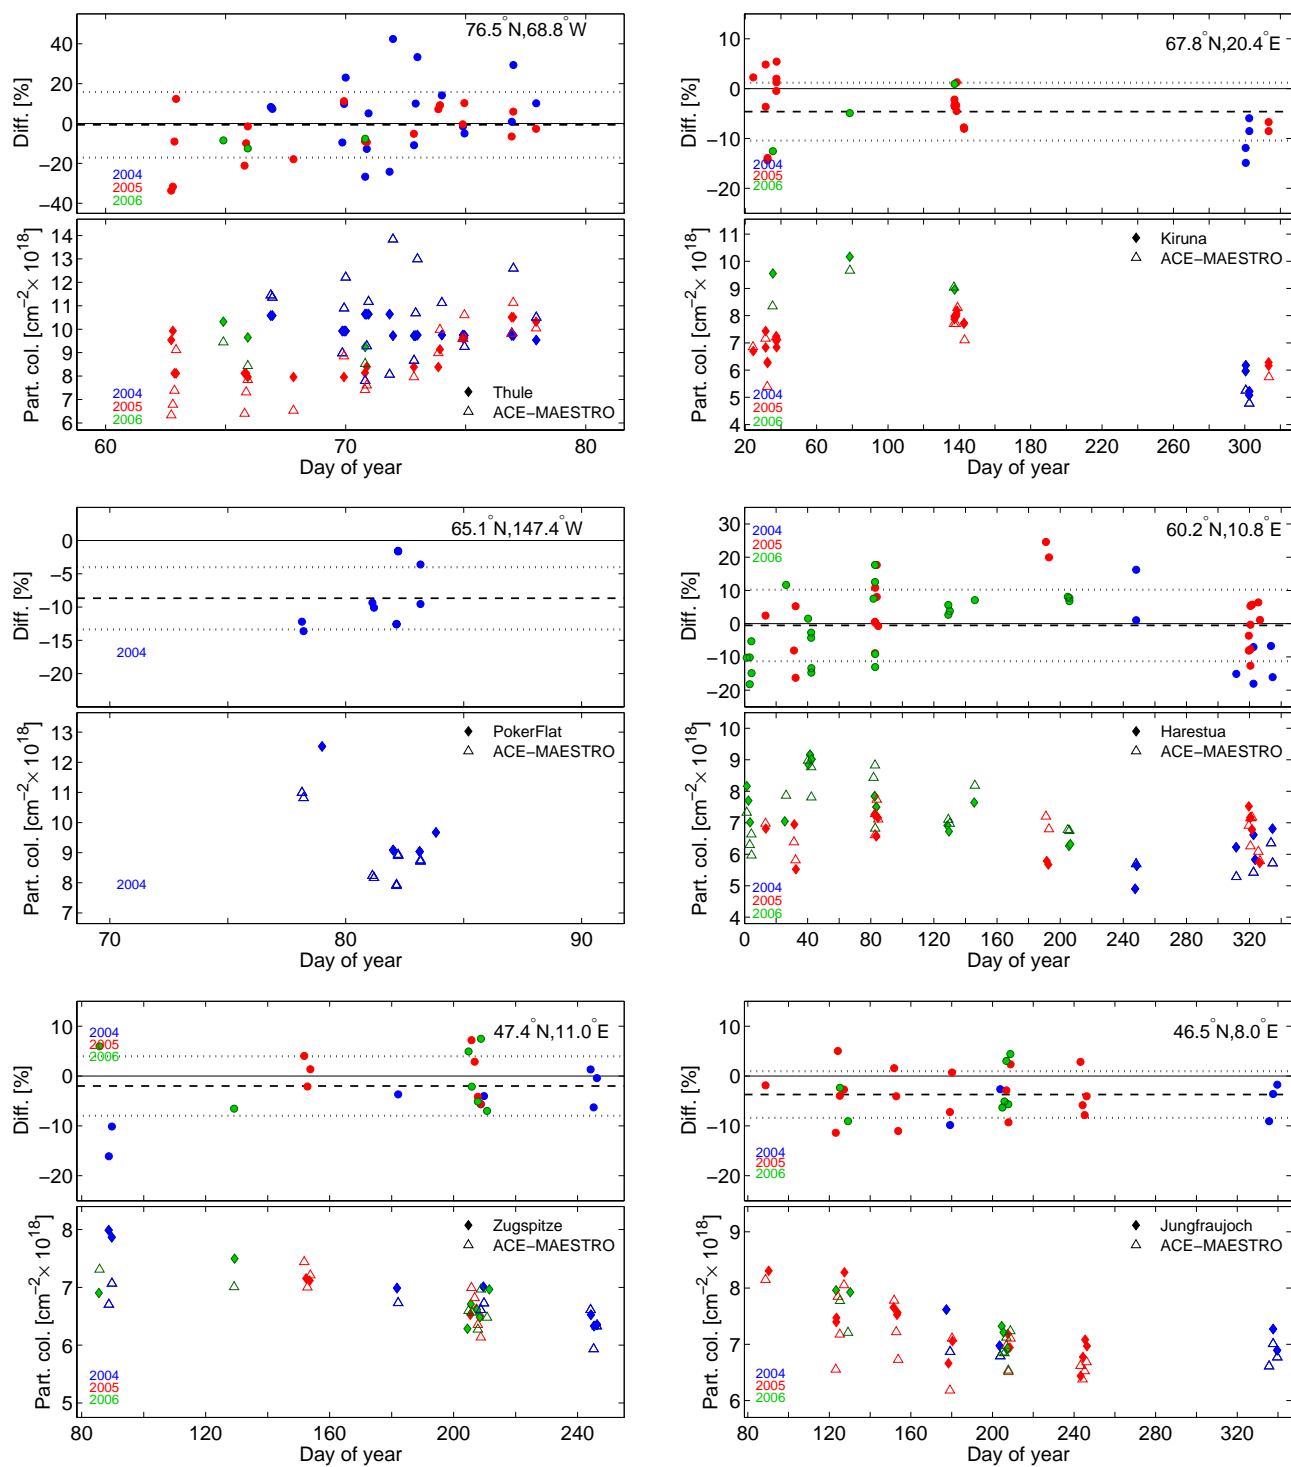 76.5°N,68.8°W
Diff. [%]
40
20
0
−20
−40
2004
2005
2006
Part. col. [cm−2× 1018]
14
13
12
11
10
9
8
7
6
2004
2005
2006
Thule
ACE−MAESTRO
60 70 80
Day of year
67.8°N,20.4°E
Diff. [%]
10
0
−10
−20
2004
2005
2006
Part. col. [cm−2× 1018]
11
10
9
8
7
6
5
4
2004
2005
2006
Kiruna
ACE−MAESTRO
20 60 100 140 180 220 260 300
Day of year
65.1°N,147.4°W
Diff. [%]
0
−5
−10
−15
−20
2004
Part. col. [cm−2× 1018]
13
12
11
10
9
8
7
2004
PokerFlat
ACE−MAESTRO
70 80 90
Day of year
60.2°N,10.8°E
Diff. [%]
30
20
10
0
−10
−20
2004
2005
2006
Part. col. [cm−2× 1018]
10
9
8
7
6
5
4
2004
2005
2006
Harestua
ACE−MAESTRO
0 40 80 120 160 200 240 280 320
Day of year
47.4°N,11.0°E
Diff. [%]
10
0
−10
−20
2004
2005
2006
Part. col. [cm−2× 1018]
8
7
6
5
2004
2005
2006
Zugspitze
ACE−MAESTRO
80 120 160 200 240
Day of year
46.5°N,8.0°E
Diff. [%]
10
0
−10
−20
2004
2005
2006
Part. col. [cm−2× 1018]
9
8
7
6
2004
2005
2006
Jungfraujoch
ACE−MAESTRO
80 120 160 200 240 280 320
Day of year